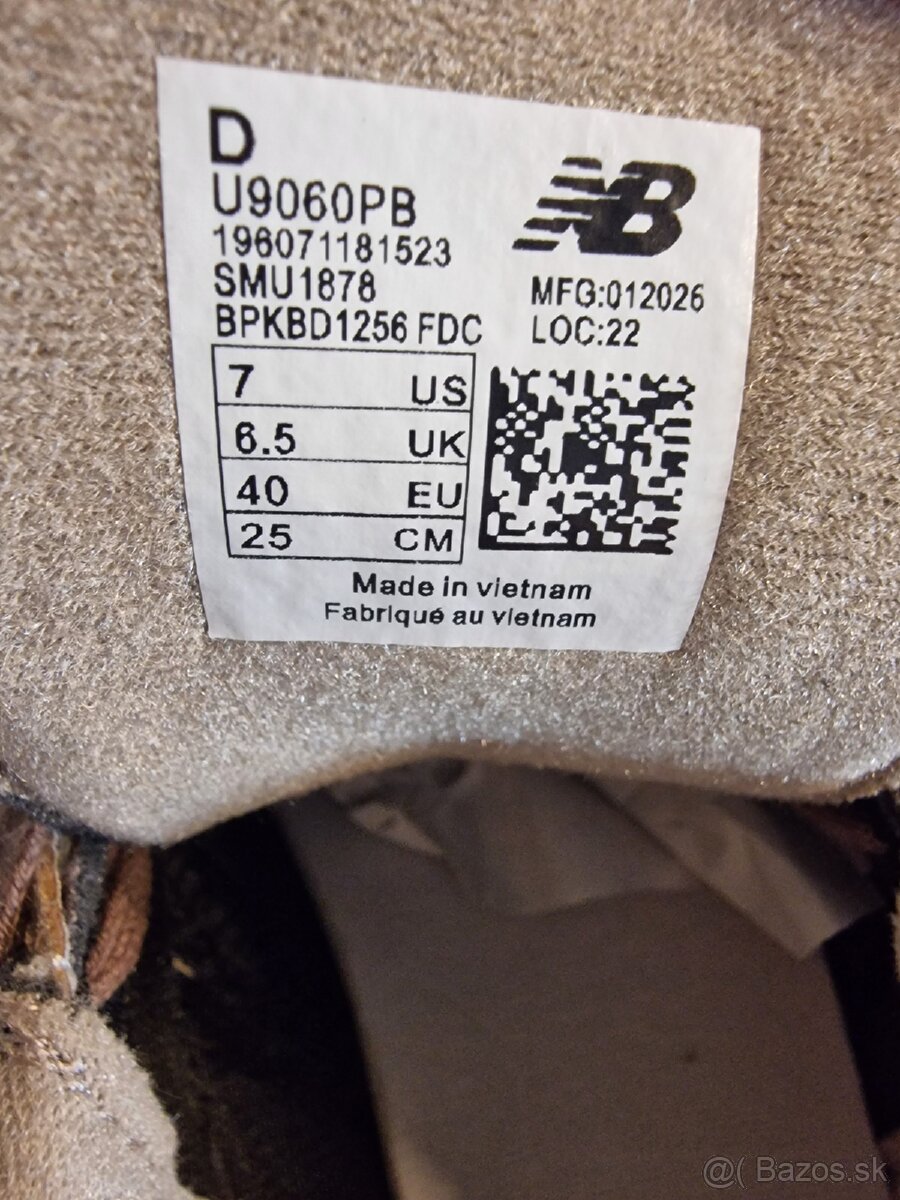 D
U9060PB
196071181523
SMU1878
BPKBD1256 FDC
NB
MFG:012026
LOC:22
7 US
6.5 UK
40 EU
25 CM
Made in vietnam
Fabriqué au vietnam
@( Bazos.sk